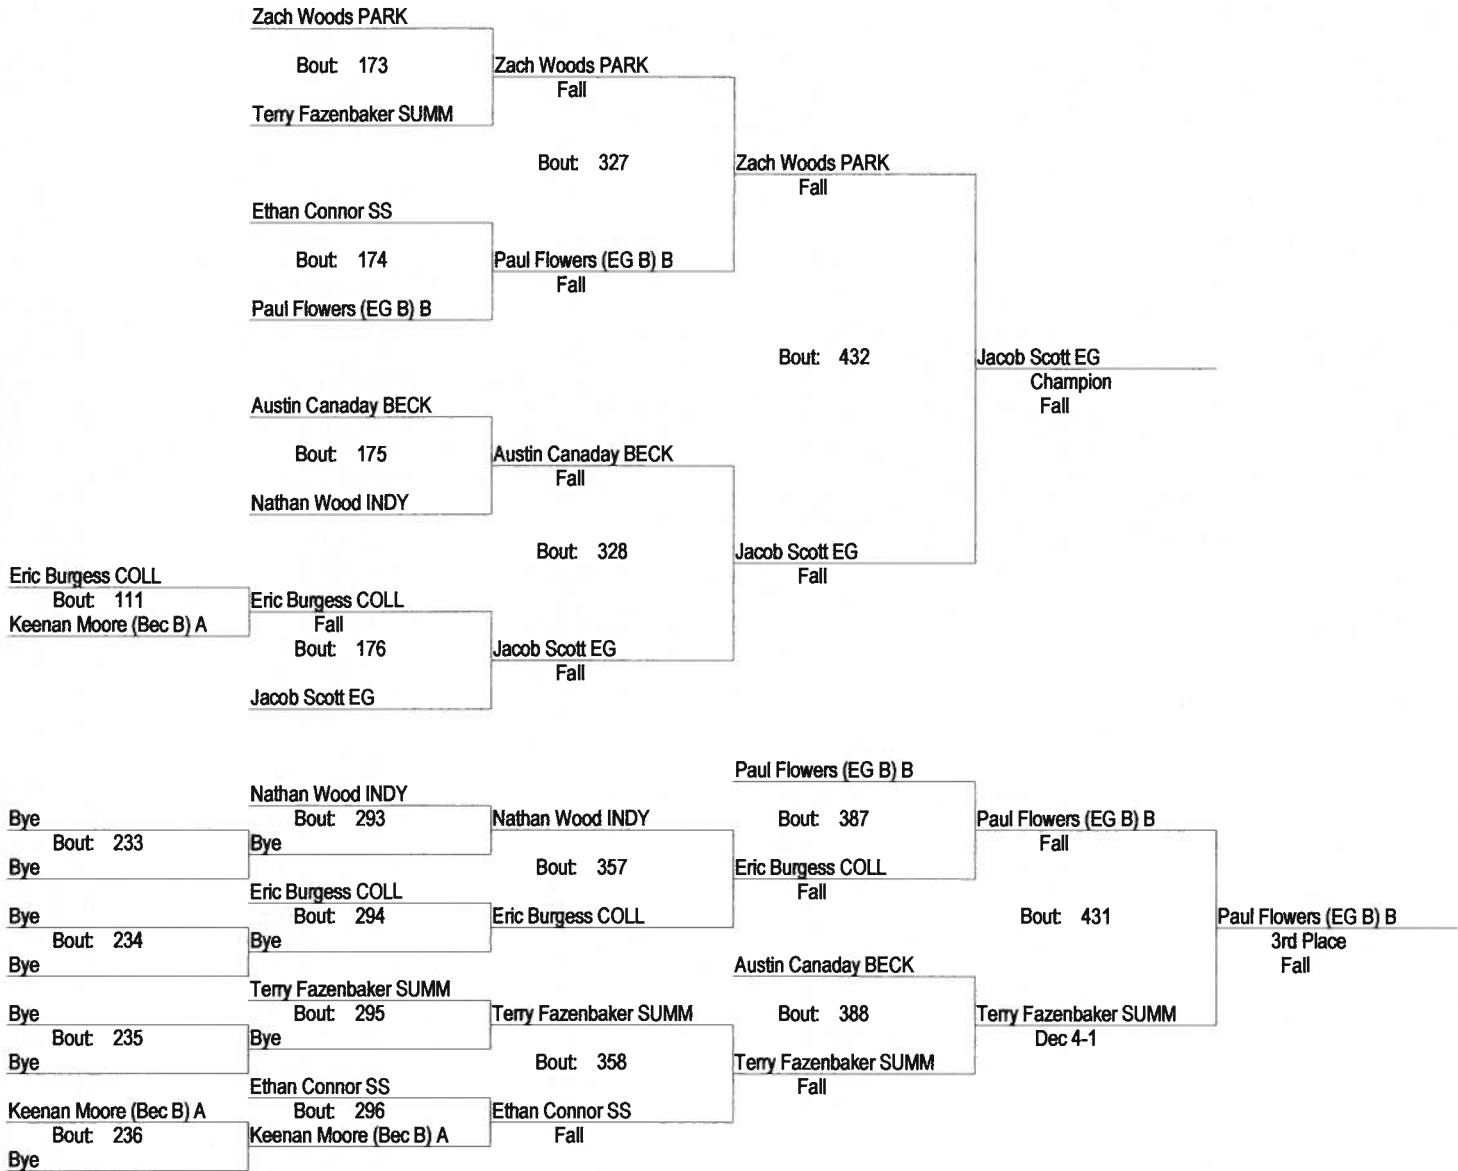 Zach Woods PARK
Bout: 173
Zach Woods PARK
Fall
Terry Fazenbaker SUMM
Bout: 327
Zach Woods PARK
Fall
Ethan Connor SS
Bout: 174
Paul Flowers (EG B) B
Fall
Paul Flowers (EG B) B
Bout: 432
Jacob Scott EG
Champion
Fall
Austin Canaday BECK
Bout: 175
Austin Canaday BECK
Fall
Nathan Wood INDY
Bout: 328
Jacob Scott EG
Fall
Eric Burgess COLL
Bout: 111
Keenan Moore (Bec B) A
Eric Burgess COLL
Fall
Bout: 176
Jacob Scott EG
Fall
Jacob Scott EG
Paul Flowers (EG B) B
Nathan Wood INDY
Bye
Bout: 293
Nathan Wood INDY
Bout: 387
Paul Flowers (EG B) B
Fall
Bout: 233
Bye
Bye
Bout: 357
Eric Burgess COLL
Fall
Eric Burgess COLL
Bye
Bout: 294
Eric Burgess COLL
Bout: 431
Paul Flowers (EG B) B
3rd Place
Fall
Bout: 234
Bye
Bye
Austin Canaday BECK
Terry Fazenbaker SUMM
Bye
Bout: 295
Terry Fazenbaker SUMM
Bout: 388
Terry Fazenbaker SUMM
Dec 4-1
Bout: 235
Bye
Bye
Bout: 358
Terry Fazenbaker SUMM
Fall
Ethan Connor SS
Keenan Moore (Bec B) A
Bout: 296
Ethan Connor SS
Fall
Bout: 236
Keenan Moore (Bec B) A
Bye